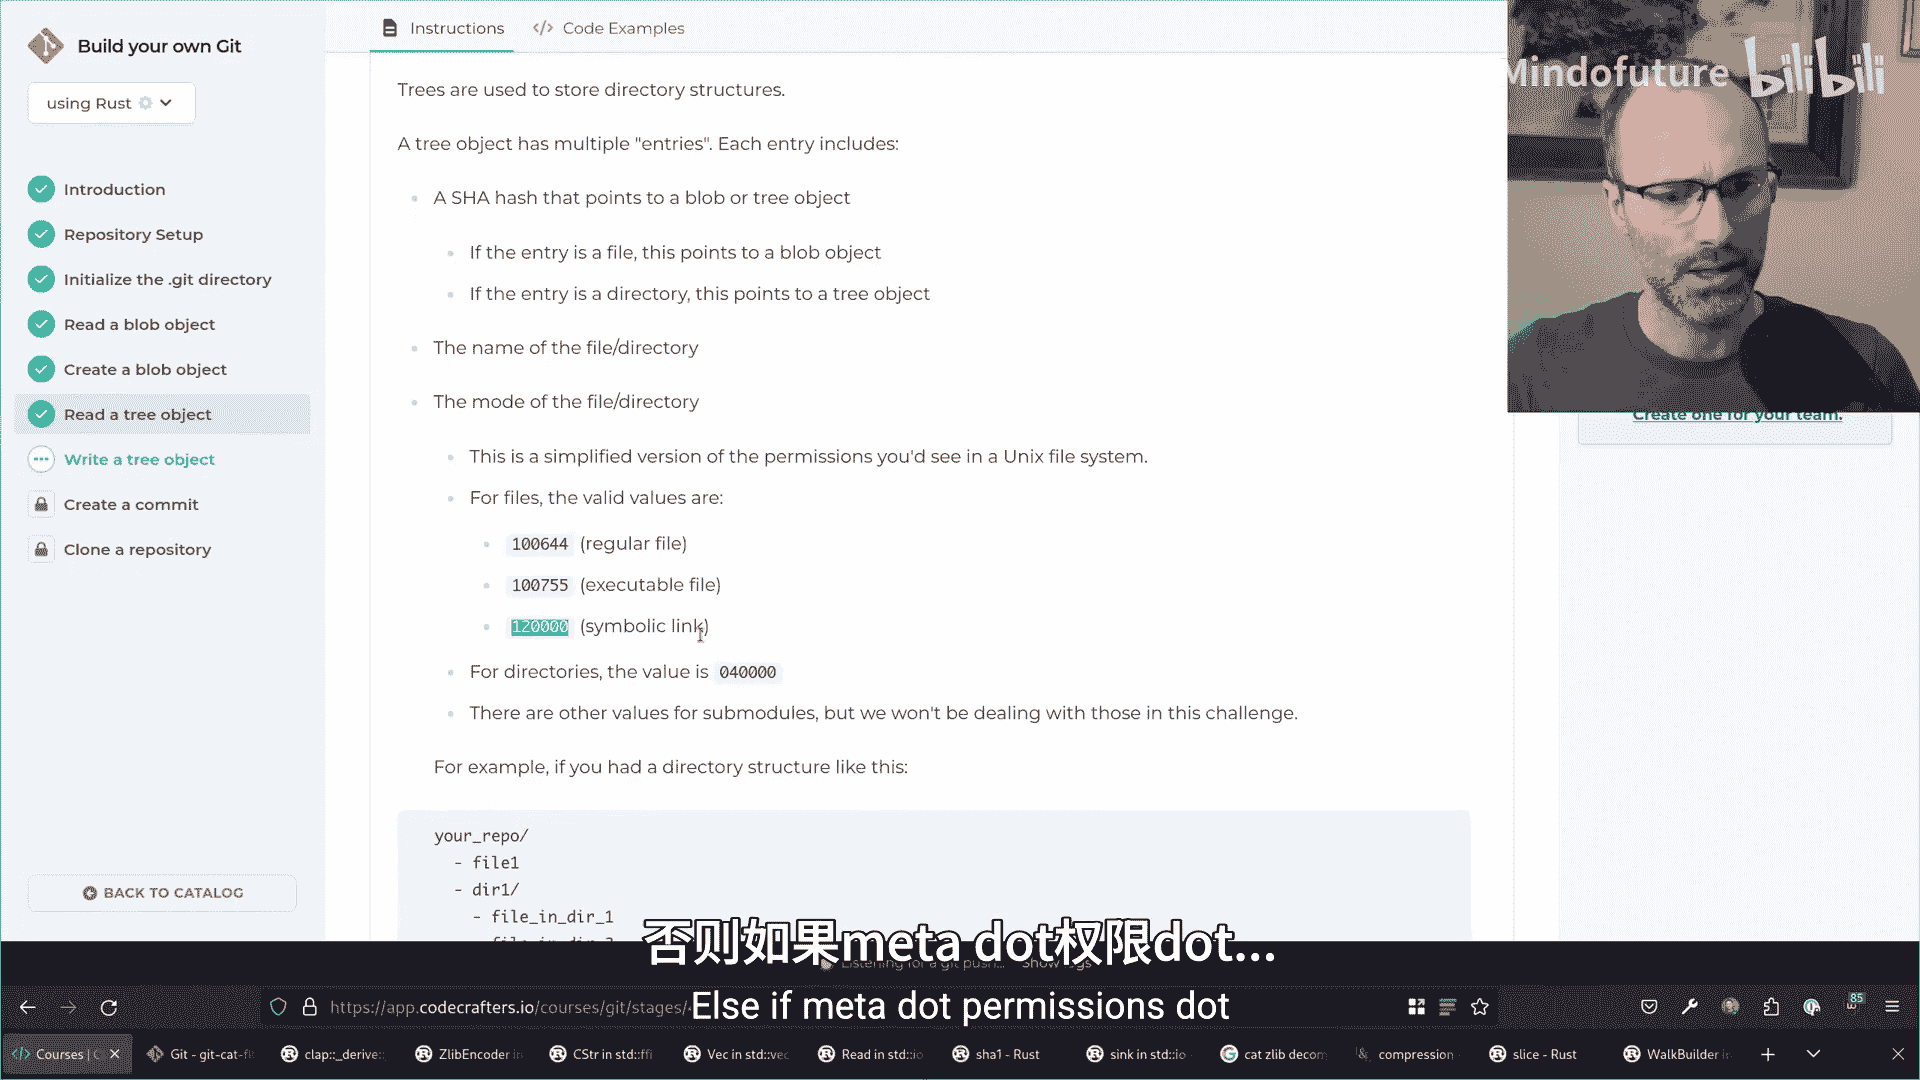 Build your own Git
using Rust
Introduction
Repository Setup
Initialize the .git directory
Read a blob object
Create a blob object
Read a tree object
Write a tree object
Create a commit
Clone a repository
BACK TO CATALOG
Instructions
</> Code Examples
Trees are used to store directory structures.
A tree object has multiple "entries". Each entry includes:
A SHA hash that points to a blob or tree object
If the entry is a file, this points to a blob object
If the entry is a directory, this points to a tree object
The name of the file/directory
The mode of the file/directory
This is a simplified version of the permissions you'd see in a Unix file system.
For files, the valid values are:
100644 (regular file)
100755 (executable file)
120000 (symbolic link)
For directories, the value is 040000
There are other values for submodules, but we won't be dealing with those in this challenge.
For example, if you had a directory structure like this:
your_repo/
- file1
- dir1/
- file_in_dir_1
Mindofuture bilibili
Create one for your team.
否则如果meta dot权限dot...
Listening for a git push...
Else if meta dot permissions dot
https://app.codecrafters.io/courses/git/stages/
85
</> Courses |
Git - git-cat-fi
clap::_derive::
ZlibEncoder in
CStr in std::ffi
Vec in std::vec
Read in std::io
sha1 - Rust
sink in std::io
cat zlib decom
compression
slice - Rust
WalkBuilder in